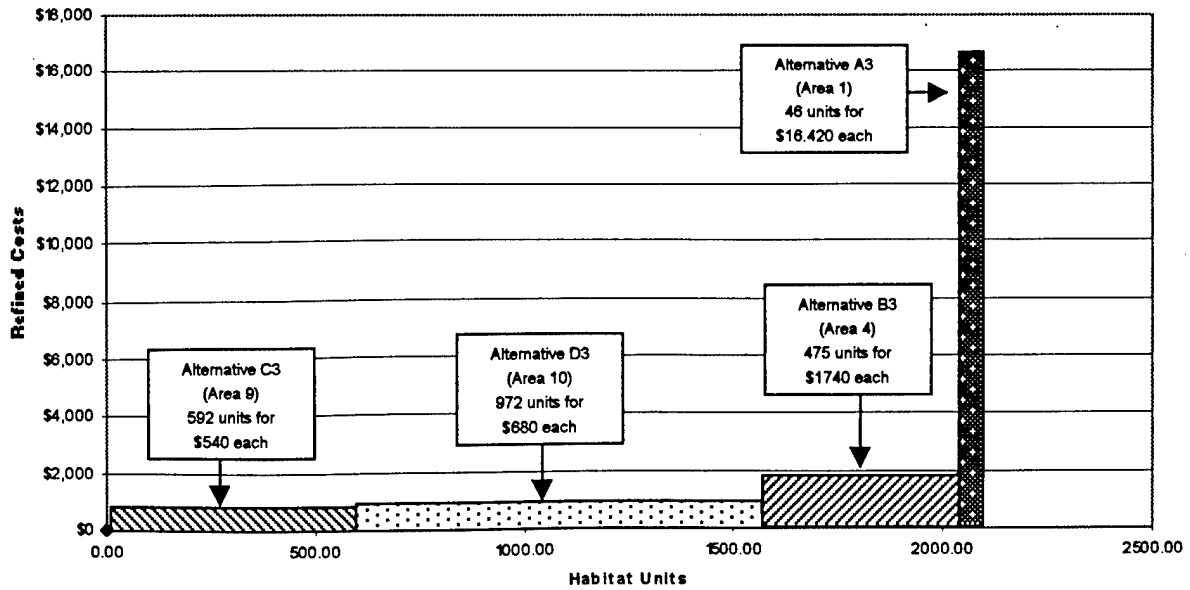 $18,000
$16,000
$14,000
$12,000
$10,000
$8,000
$6,000
$4,000
$2,000
$0
Refined Costs
Alternative A3
(Area 1)
46 units for
$16.420 each
Alternative B3
(Area 4)
475 units for
$1740 each
Alternative D3
(Area 10)
972 units for
$680 each
Alternative C3
(Area 9)
592 units for
$540 each
0.00
500.00
1000.00
1500.00
2000.00
2500.00
Habitat Units